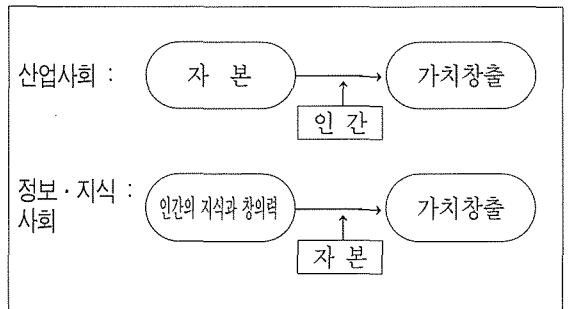 산업사회 : 자 본 가치창출
인 간
정보·지식 :
사회
인간의 지식과 창의력 가치창출
자 본